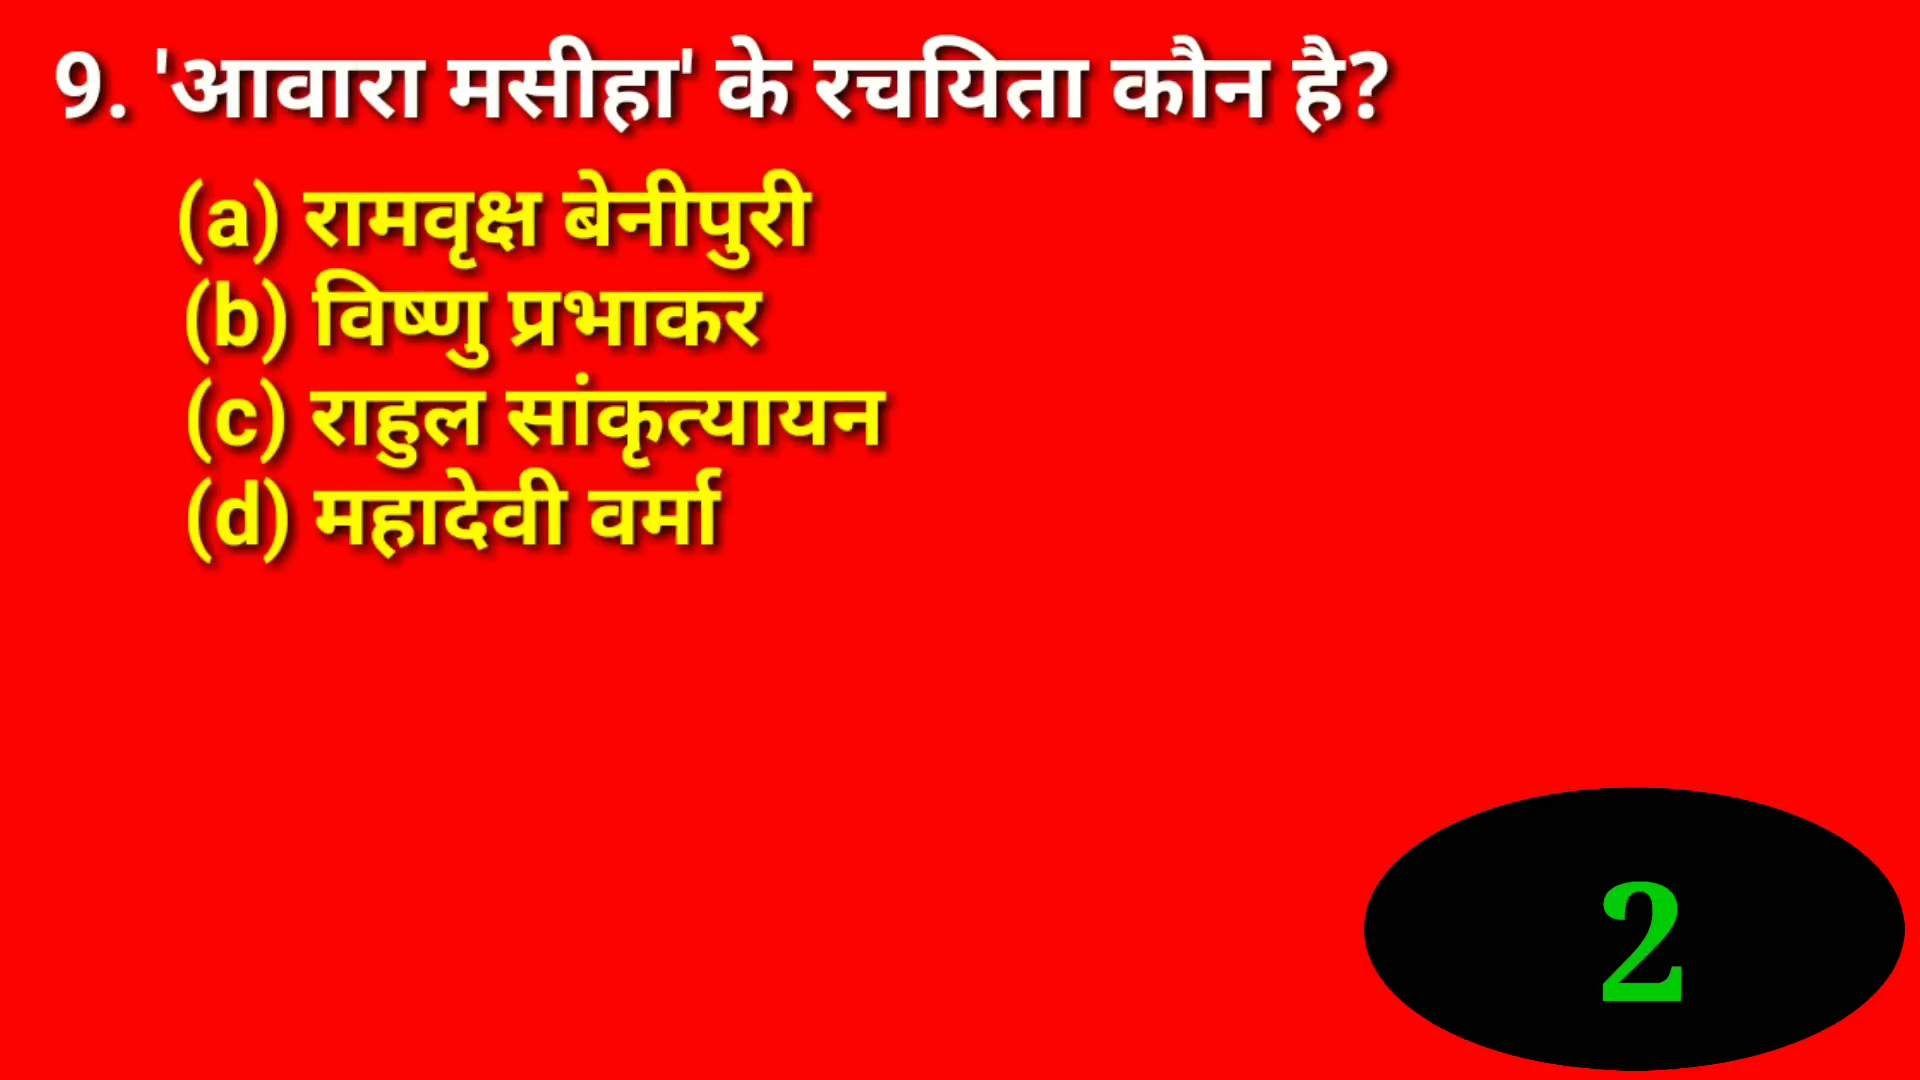 9. 'आवारा मसीहा' के रचयिता कौन है?
(a) रामवृक्ष बेनीपुरी
(b) विष्णु प्रभाकर
(c) राहुल सांकृत्यायन
(d) महादेवी वर्मा
2